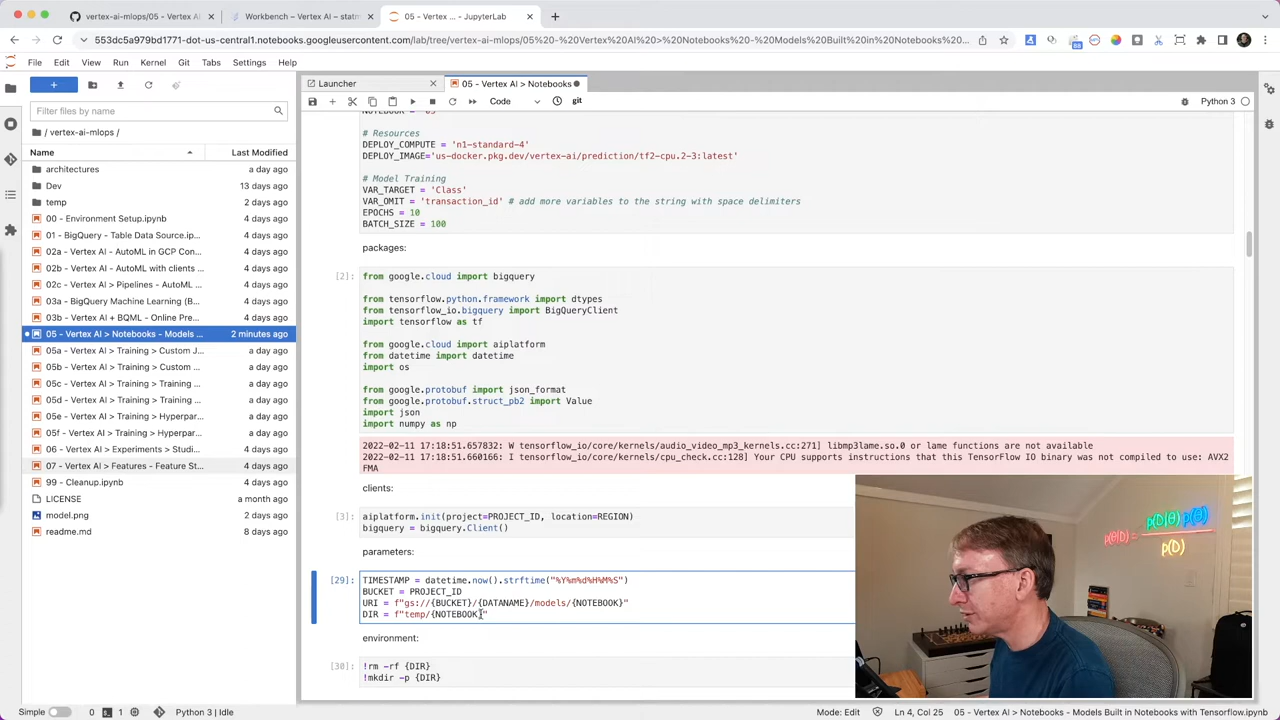 vertex-ai-mlops/05 - Vertex AI
Workbench – Vertex AI – statm
05 - Vertex ... - JupyterLab
553dc5a979bd1771-dot-us-central1.notebooks.googleusercontent.com/lab/tree/vertex-ai-mlops/05%20-%20Vertex%20AI%20>%20Notebooks%20-%20Models%20Built%20in%20Notebooks%20...
File Edit View Run Kernel Git Tabs Settings Help
Launcher
05 - Vertex AI > Notebooks
Code
git
Python 3
Filter files by name
/ vertex-ai-mlops /
Name Last Modified
architectures a day ago
Dev 13 days ago
temp 2 days ago
00 - Environment Setup.ipynb 4 days ago
01 - BigQuery - Table Data Source.ip... 4 days ago
02a - Vertex AI - AutoML in GCP Con... 4 days ago
02b - Vertex AI - AutoML with clients ... 4 days ago
02c - Vertex AI > Pipelines - AutoML ... 4 days ago
03a - BigQuery Machine Learning (B... 4 days ago
03b - Vertex AI + BQML - Online Pre... 4 days ago
05 - Vertex AI > Notebooks - Models ... 2 minutes ago
05a - Vertex AI > Training > Custom J... a day ago
05b - Vertex AI > Training > Custom ... a day ago
05c - Vertex AI > Training > Training ... a day ago
05d - Vertex AI > Training > Training ... a day ago
05e - Vertex AI > Training > Hyperpar... a day ago
05f - Vertex AI > Training > Hyperpar... a day ago
06 - Vertex AI > Experiments > Studi... 4 days ago
07 - Vertex AI > Features - Feature St... 4 days ago
99 - Cleanup.ipynb 4 days ago
LICENSE a month ago
model.png 2 days ago
readme.md 8 days ago
# Resources
DEPLOY_COMPUTE = 'n1-standard-4'
DEPLOY_IMAGE='us-docker.pkg.dev/vertex-ai/prediction/tf2-cpu.2-3:latest'
# Model Training
VAR_TARGET = 'Class'
VAR_OMIT = 'transaction_id' # add more variables to the string with space delimiters
EPOCHS = 10
BATCH_SIZE = 100
packages:
[2]: from google.cloud import bigquery
from tensorflow.python.framework import dtypes
from tensorflow_io.bigquery import BigQueryClient
import tensorflow as tf
from google.cloud import aiplatform
from datetime import datetime
import os
from google.protobuf import json_format
from google.protobuf.struct_pb2 import Value
import json
import numpy as np
2022-02-11 17:18:51.657832: W tensorflow_io/core/kernels/audio_video_mp3_kernels.cc:271] libmp3lame.so.0 or lame functions are not available
2022-02-11 17:18:51.660166: I tensorflow_io/core/kernels/cpu_check.cc:128] Your CPU supports instructions that this TensorFlow IO binary was not compiled to use: AVX2
FMA
clients:
[3]: aiplatform.init(project=PROJECT_ID, location=REGION)
bigquery = bigquery.Client()
parameters:
[29]: TIMESTAMP = datetime.now().strftime("%Y%m%d%H%M%S")
BUCKET = PROJECT_ID
URI = f"gs://{BUCKET}/{DATANAME}/models/{NOTEBOOK}"
DIR = f"temp/{NOTEBOOK}"
environment:
[30]: !rm -rf {DIR}
!mkdir -p {DIR}
p(θ|D) = p(D|θ) p(θ)
p(D)
Simple 0 1 Python 3 | Idle Mode: Edit Ln 4, Col 25 05 - Vertex AI > Notebooks - Models Built in Notebooks with Tensorflow.ipynb